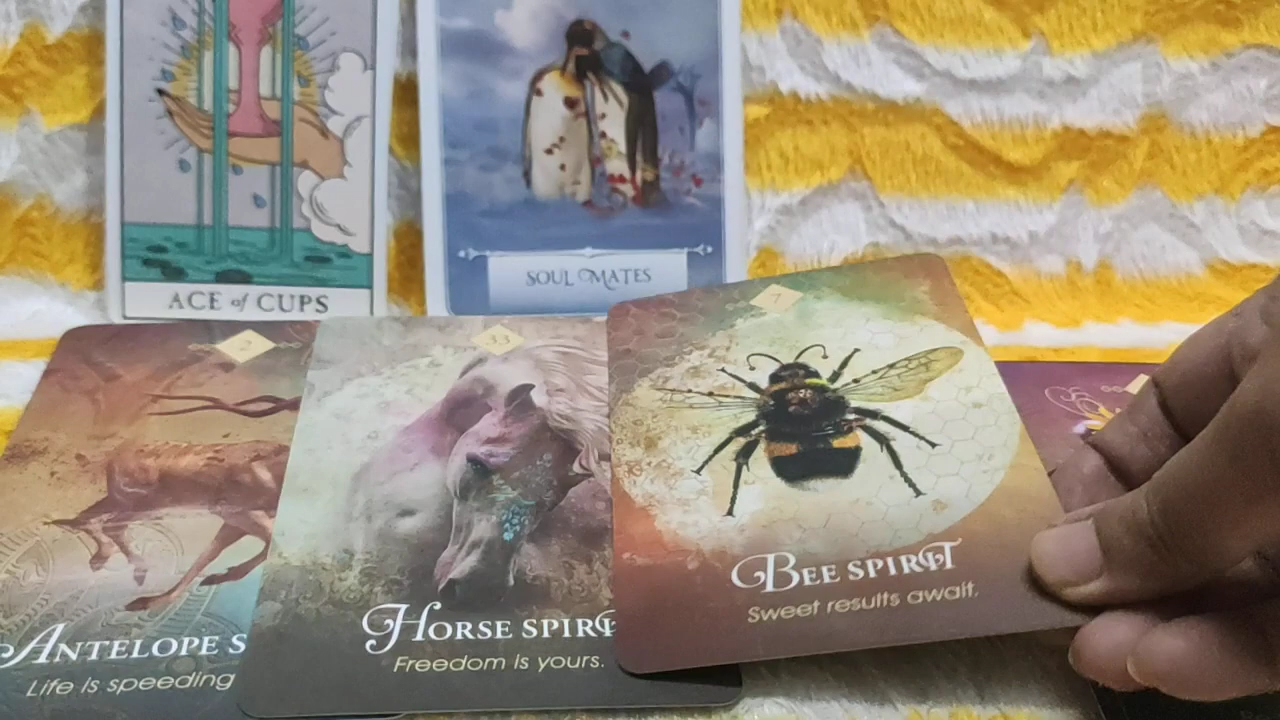 ACE of CUPS
SOUL MATES
2
33
7
ANTELOPE S
Life is speeding
HORSE SPIRI
Freedom is yours.
BEE SPIRIT
Sweet results await.